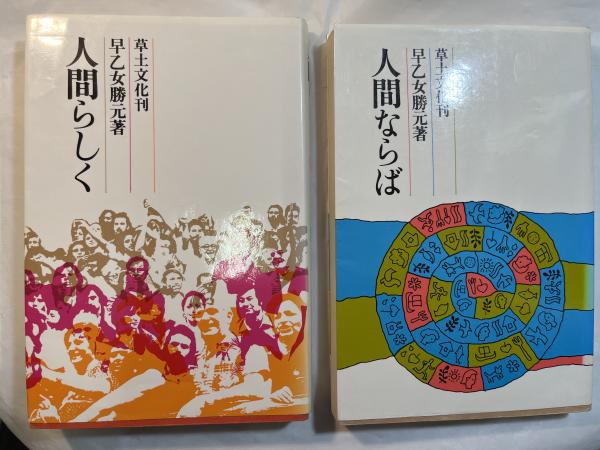 人間らしく
早乙女勝元著
草土文化刊
人間ならば
早乙女勝元著
草土文化刊